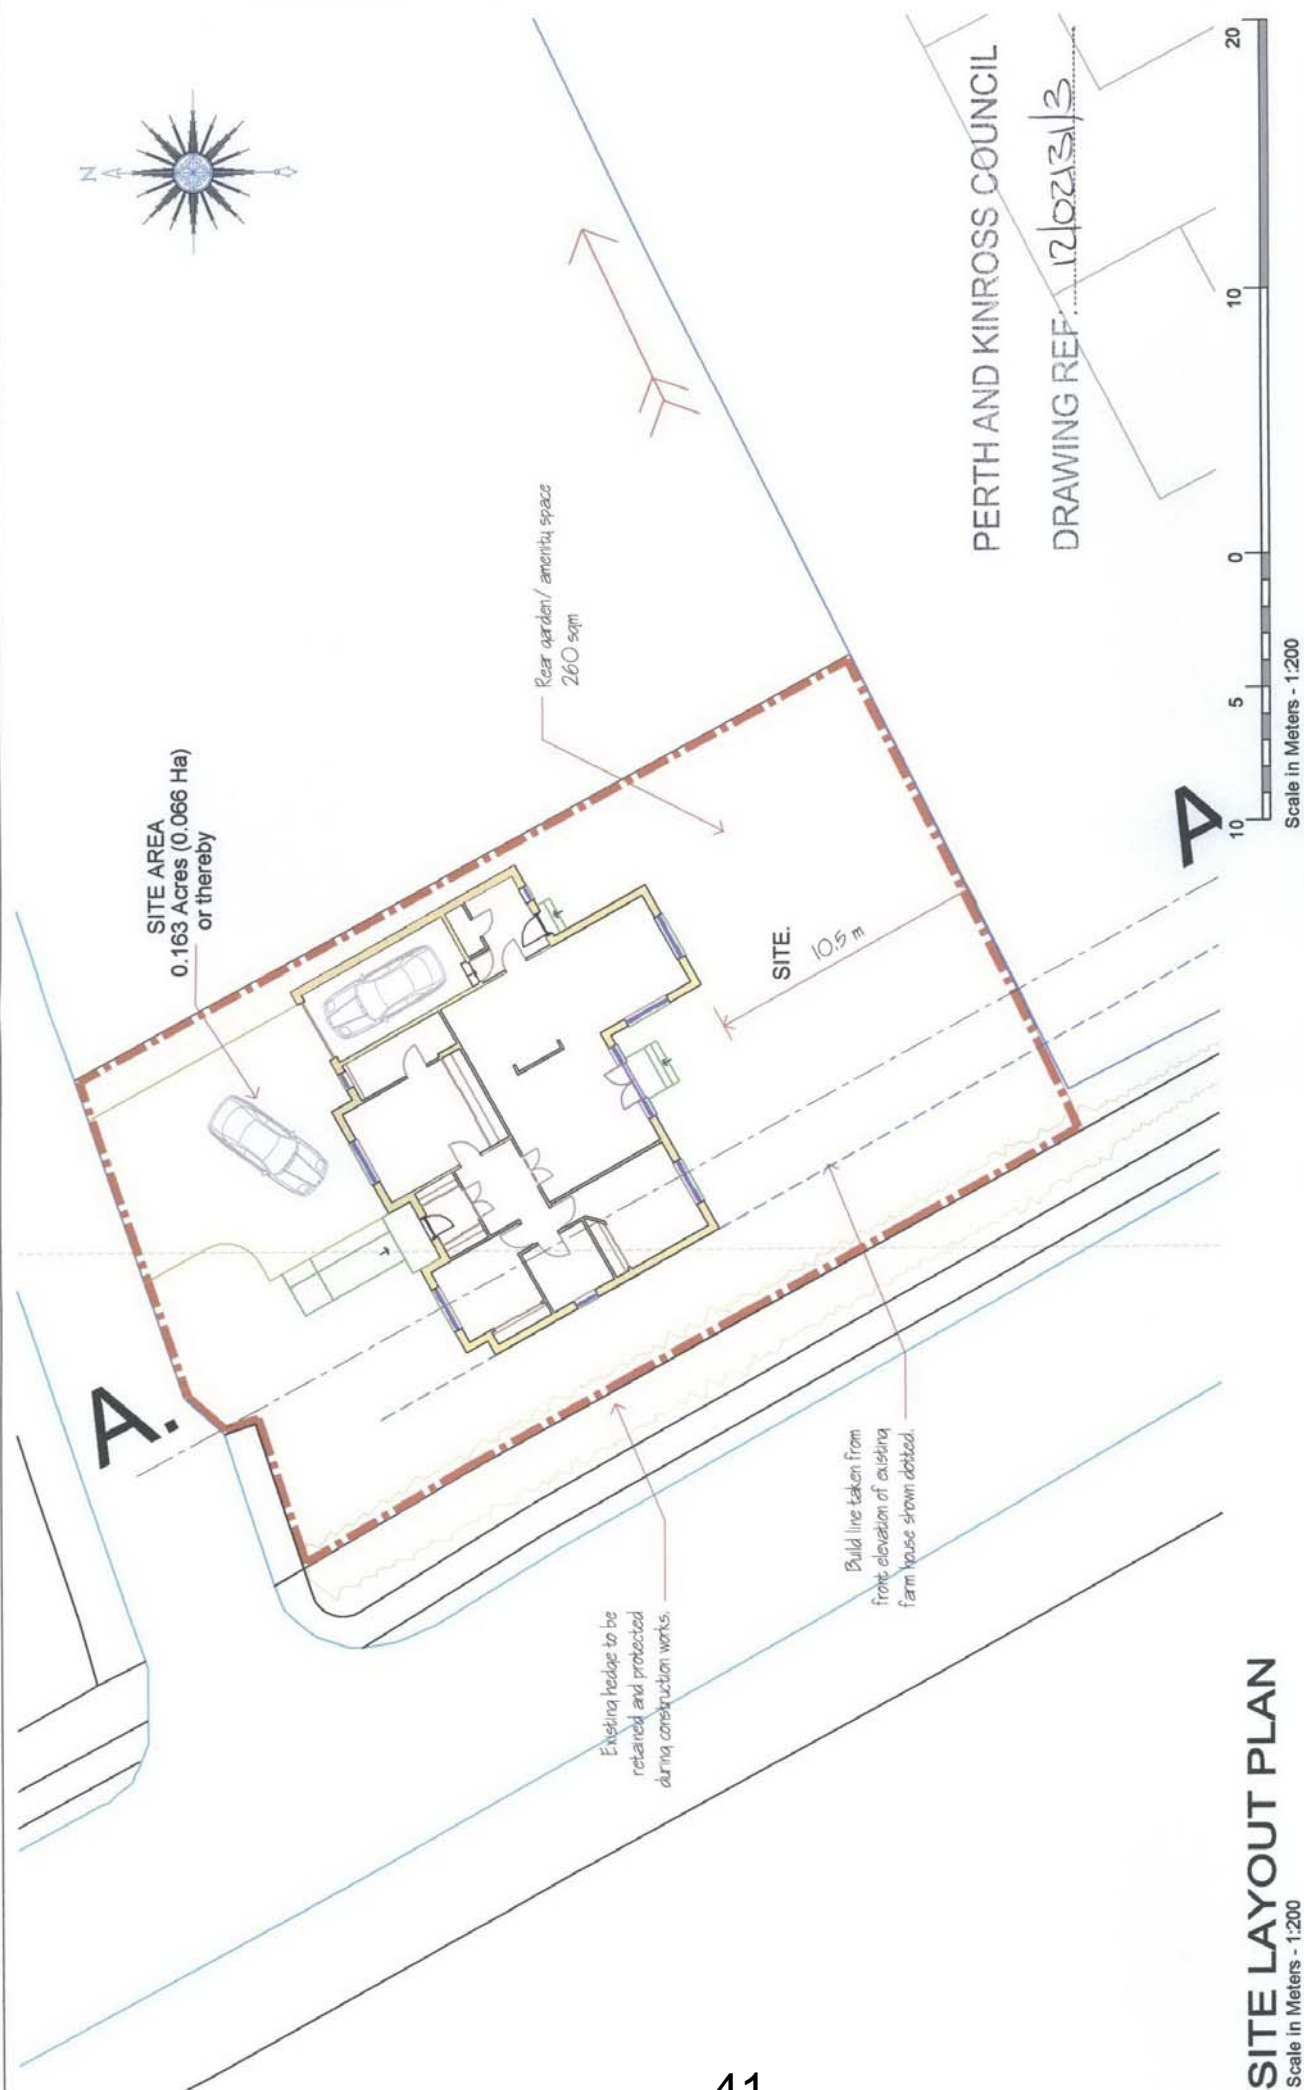 N
SITE AREA
0.163 Acres (0.066 Ha)
or thereby
Rear garden/ amenity space
260 sqm
SITE.
10.5 m
A.
A
Existing hedge to be
retained and protected
during construction works.
Build line taken from
front elevation of existing
farm house shown dotted.
PERTH AND KINROSS COUNCIL
DRAWING REF: 12/02131/3
10 5 0 10 20
Scale in Meters - 1:200
SITE LAYOUT PLAN
Scale in Meters - 1:200
41